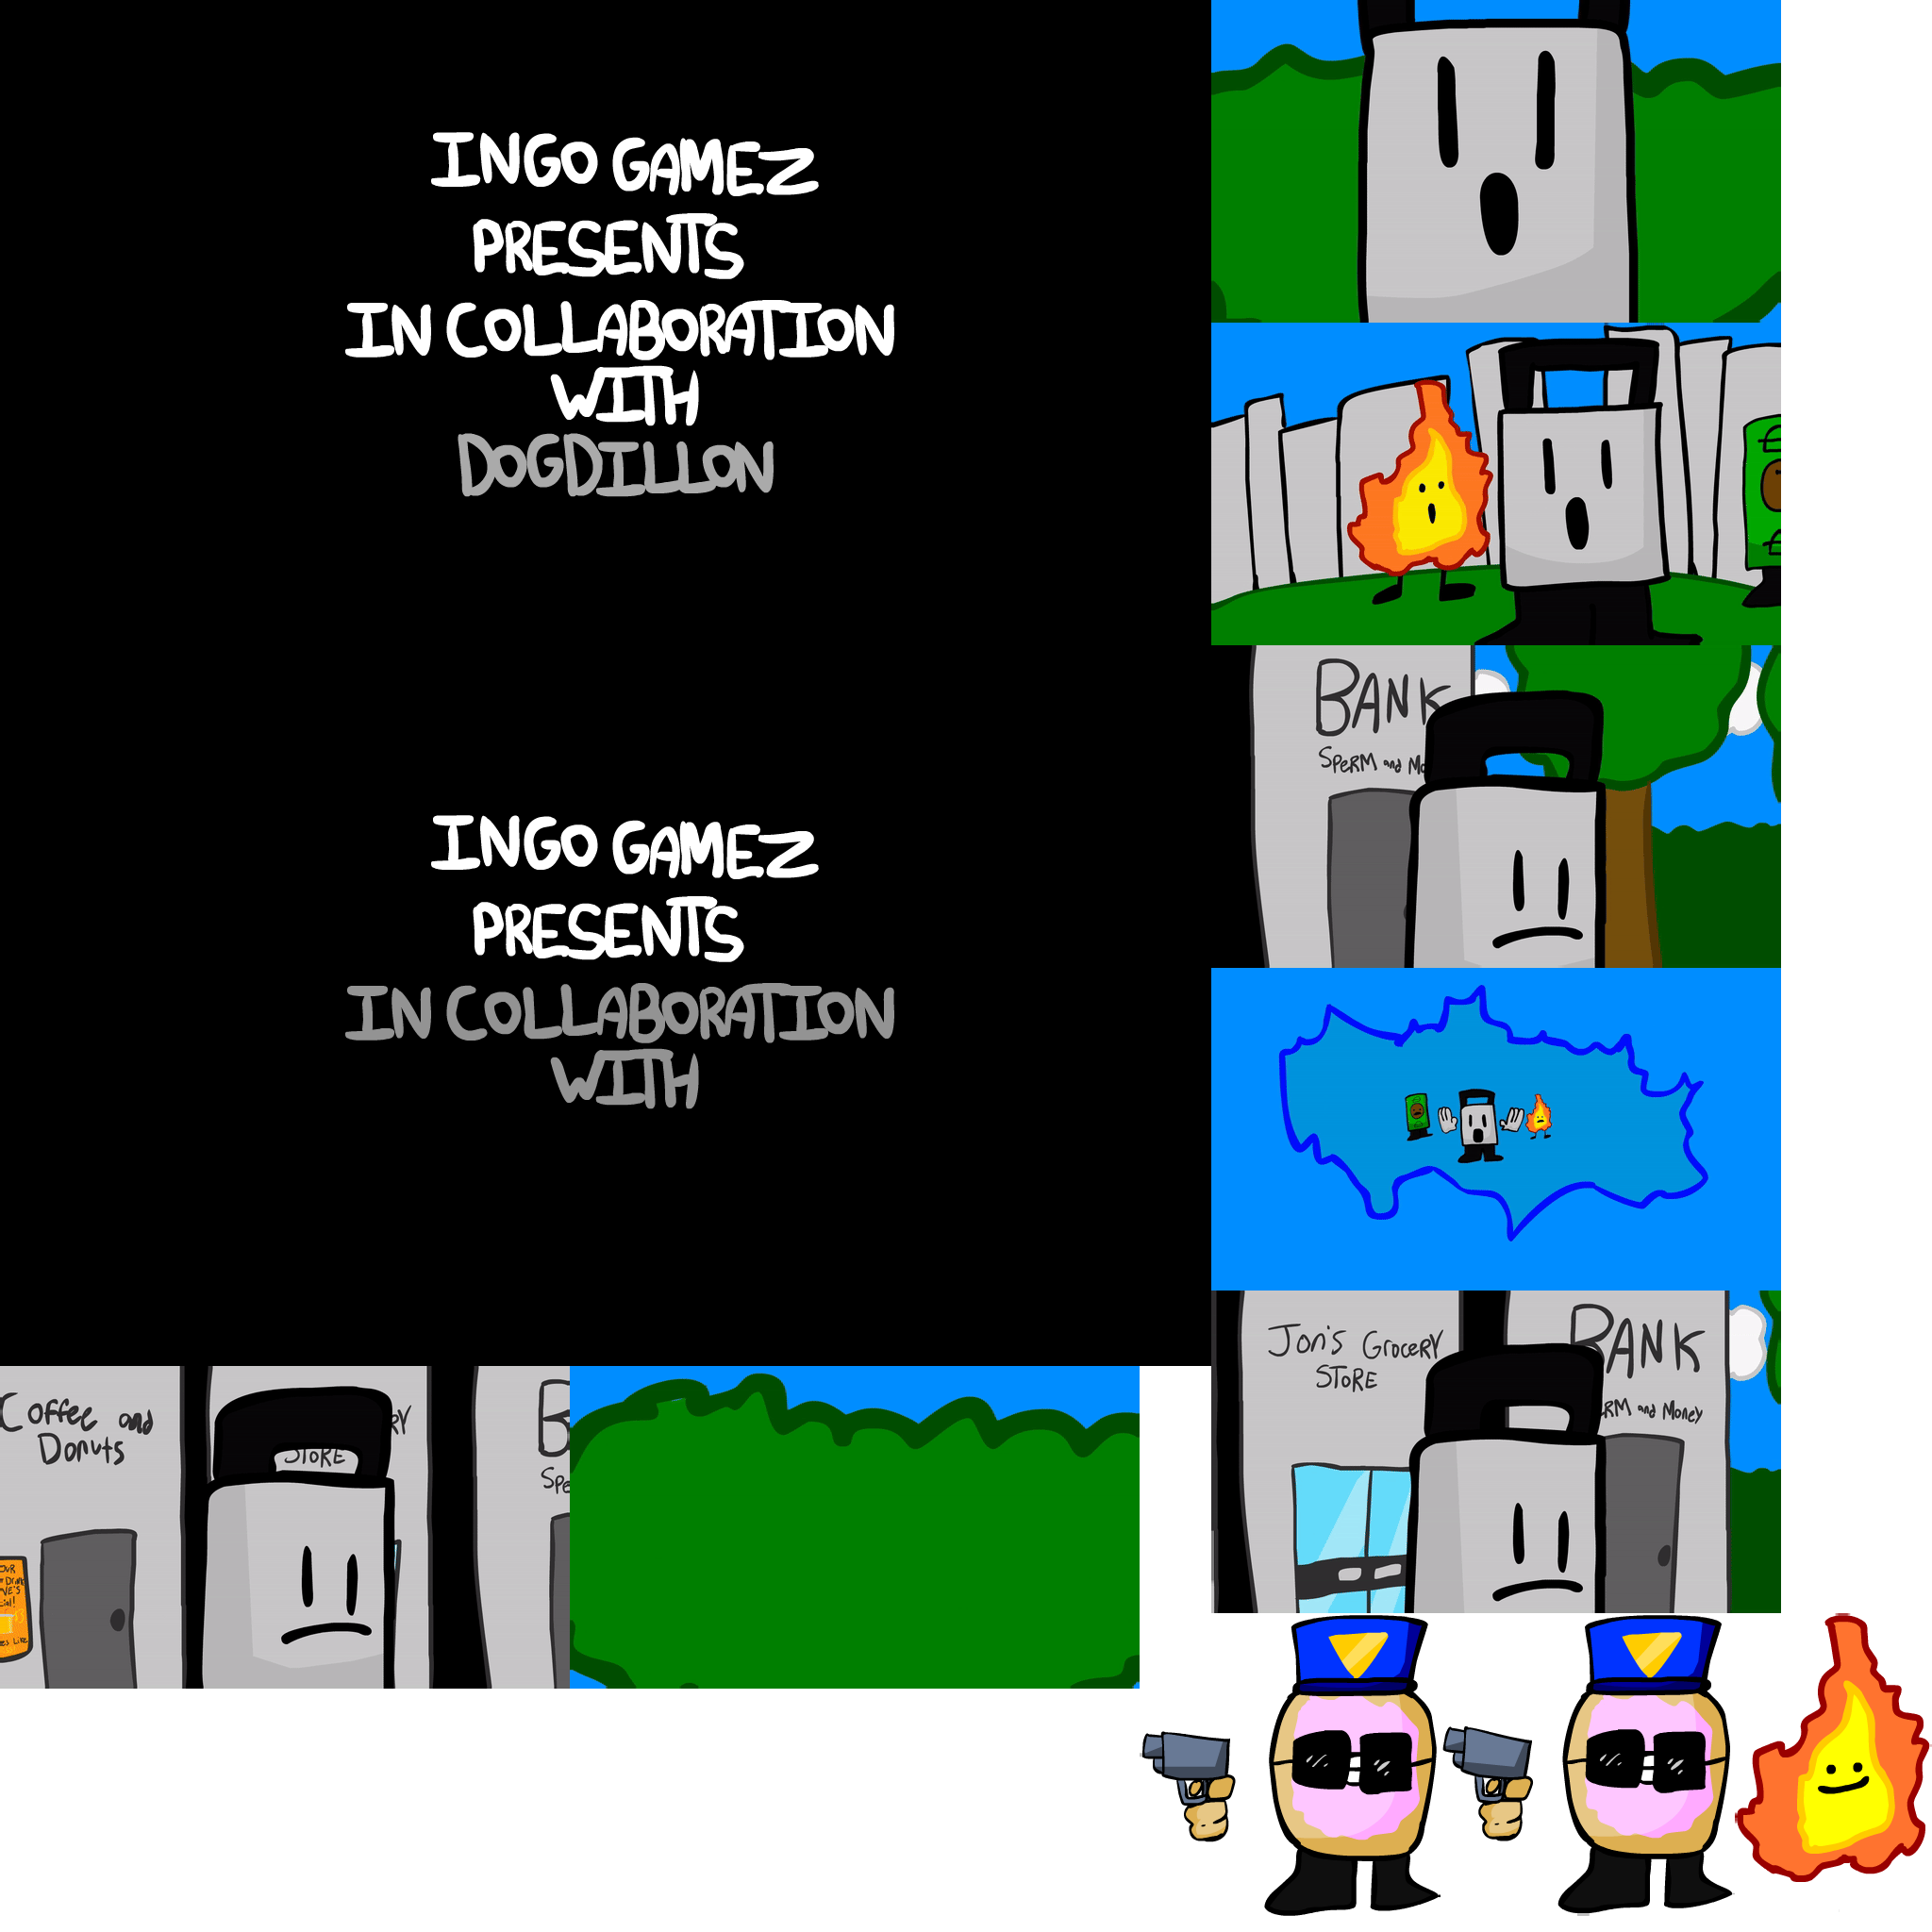 INGO GAMEZ
PRESENTS
IN COLLABORATION
WITH
DOGDILLON
BANK
SPERM and
INGO GAMEZ
PRESENTS
IN COLLABORATION
WITH
Jon's Grocery
STORE
BANK
and Money
Coffee and
Donuts
STORE